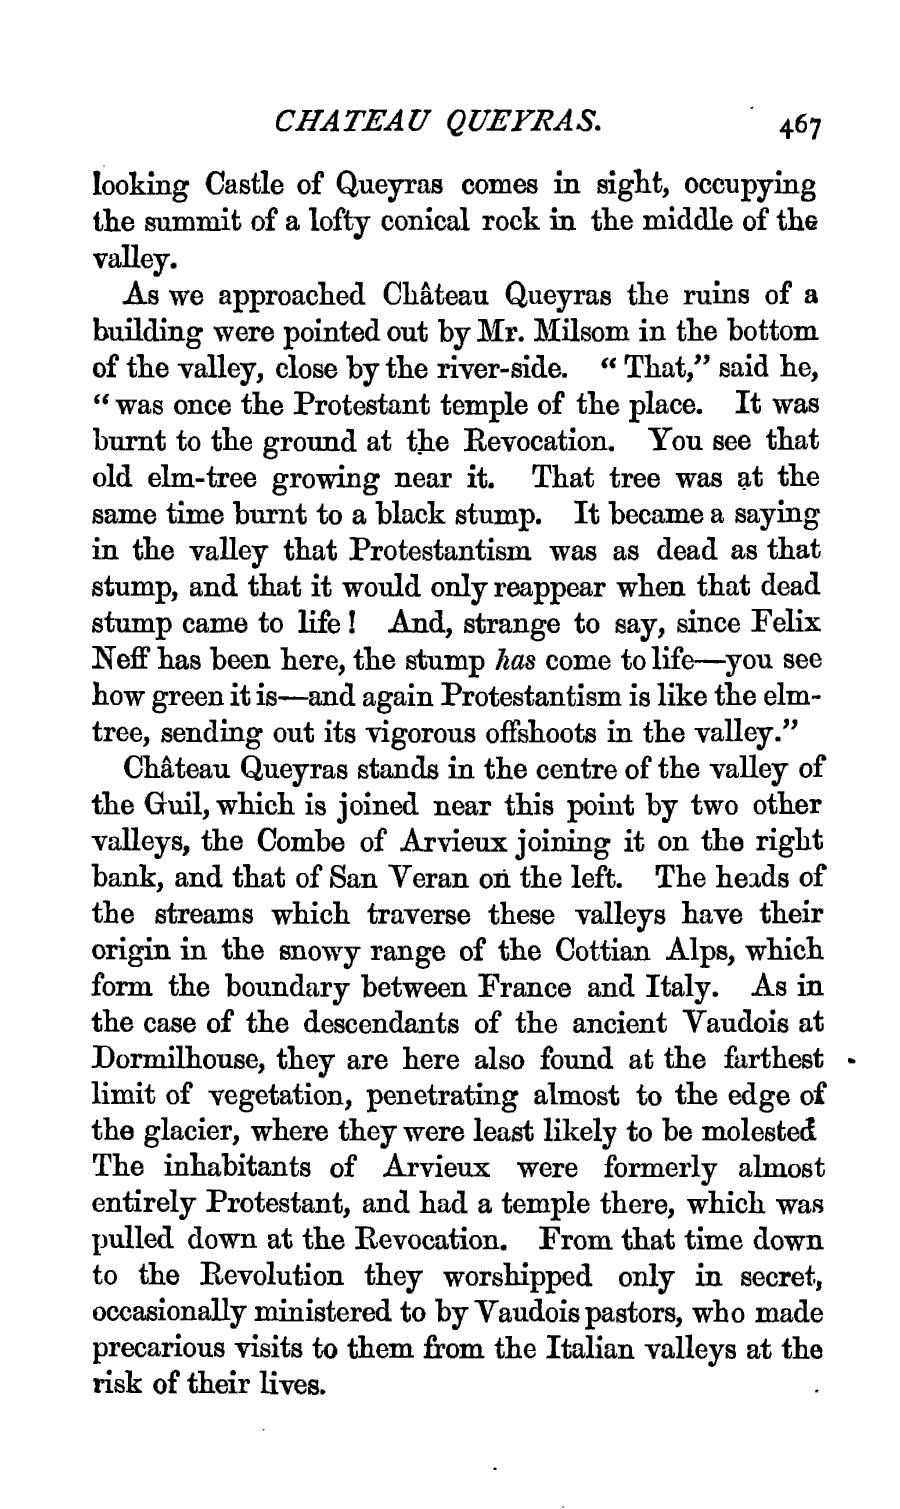 CHATEAU QUEYRAS. 467
looking Castle of Queyras comes in sight, occupying
the summit of a lofty conical rock in the middle of the
valley.
As we approached Château Queyras the ruins of a
building were pointed out by Mr. Milsom in the bottom
of the valley, close by the river-side. “That,” said he,
“was once the Protestant temple of the place. It was
burnt to the ground at the Revocation. You see that
old elm-tree growing near it. That tree was at the
same time burnt to a black stump. It became a saying
in the valley that Protestantism was as dead as that
stump, and that it would only reappear when that dead
stump came to life! And, strange to say, since Felix
Neff has been here, the stump has come to life—you see
how green it is—and again Protestantism is like the elm-
tree, sending out its vigorous offshoots in the valley.”
Château Queyras stands in the centre of the valley of
the Guil, which is joined near this point by two other
valleys, the Combe of Arvieux joining it on the right
bank, and that of San Veran on the left. The heads of
the streams which traverse these valleys have their
origin in the snowy range of the Cottian Alps, which
form the boundary between France and Italy. As in
the case of the descendants of the ancient Vaudois at
Dormilhouse, they are here also found at the farthest
limit of vegetation, penetrating almost to the edge of
the glacier, where they were least likely to be molested
The inhabitants of Arvieux were formerly almost
entirely Protestant, and had a temple there, which was
pulled down at the Revocation. From that time down
to the Revolution they worshipped only in secret,
occasionally ministered to by Vaudois pastors, who made
precarious visits to them from the Italian valleys at the
risk of their lives.